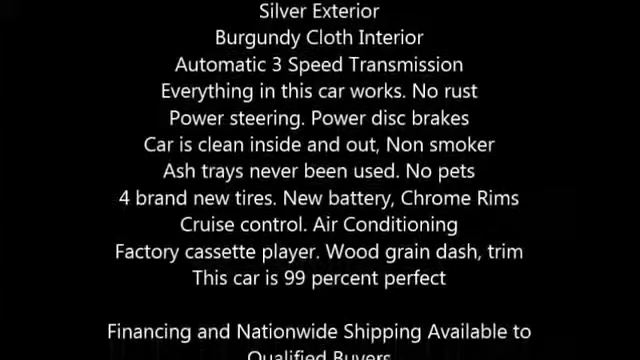 Silver Exterior
Burgundy Cloth Interior
Automatic 3 Speed Transmission
Everything in this car works. No rust
Power steering. Power disc brakes
Car is clean inside and out, Non smoker
Ash trays never been used. No pets
4 brand new tires. New battery, Chrome Rims
Cruise control. Air Conditioning
Factory cassette player. Wood grain dash, trim
This car is 99 percent perfect
Financing and Nationwide Shipping Available to
Qualified Buyers